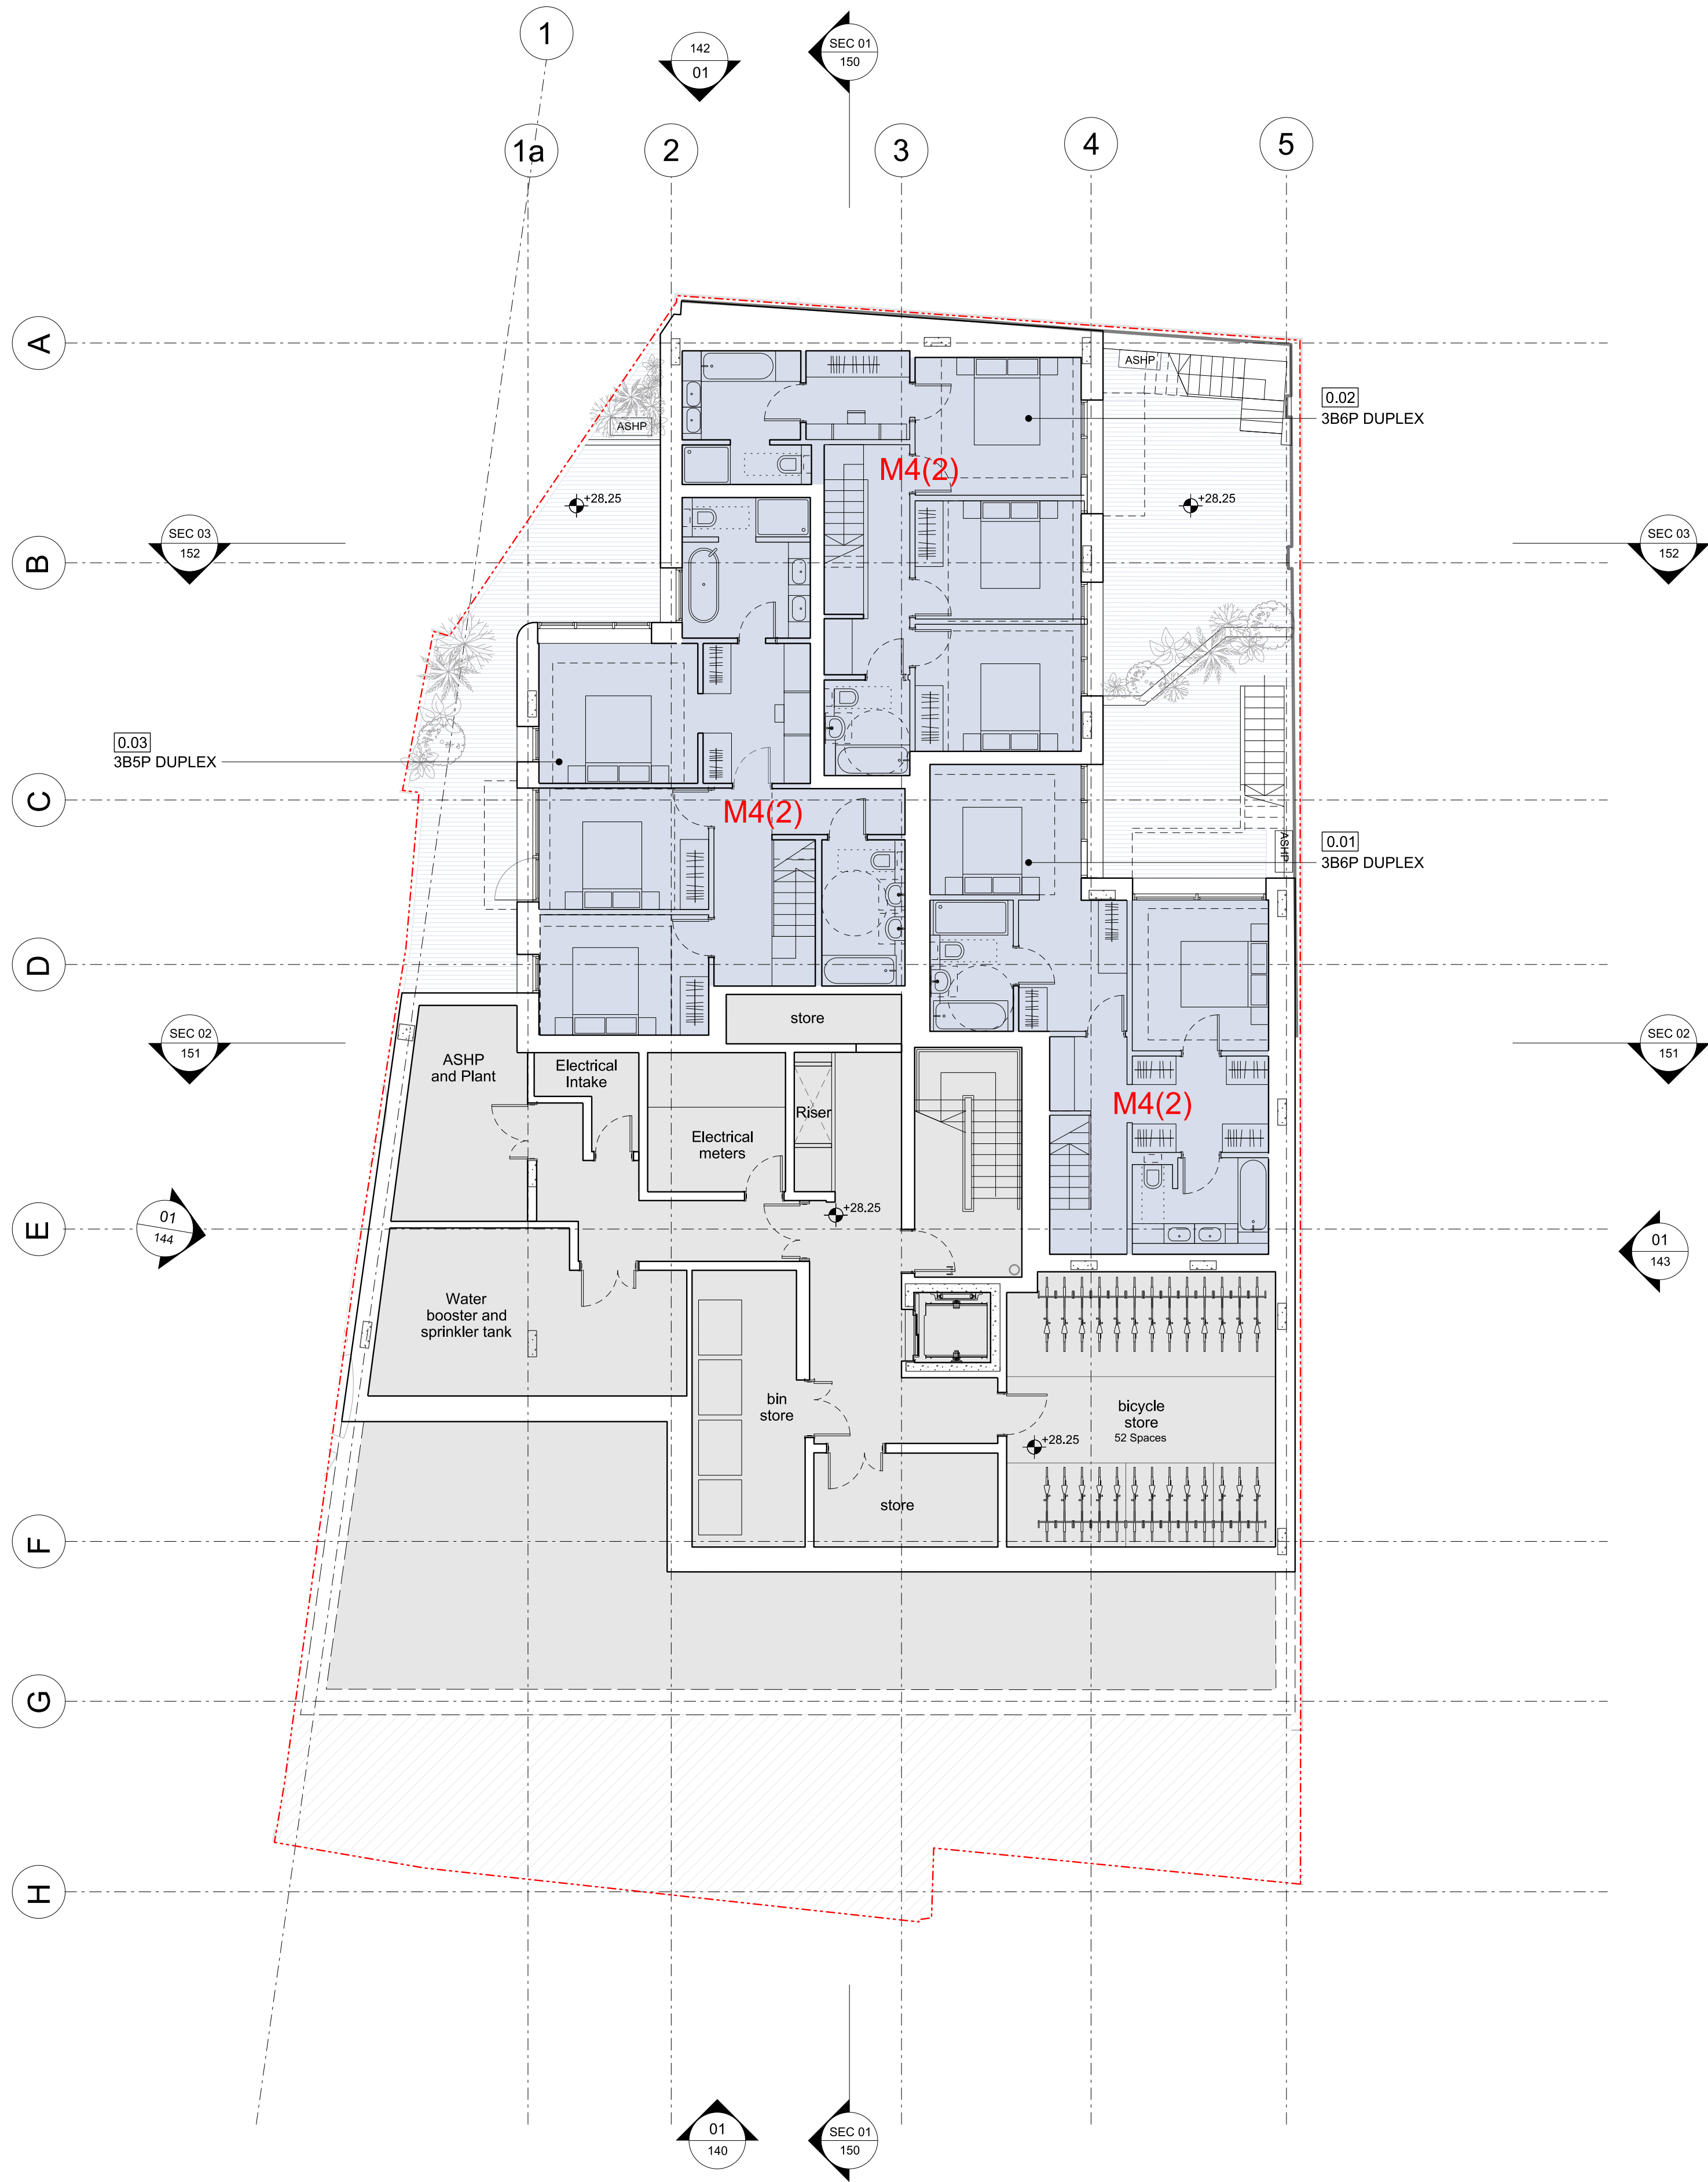 1
142
01
SEC 01
150
1a
2
3
4
5
A
ASHP
0.02
3B6P DUPLEX
ASHP
M4(2)
+28.25
+28.25
SEC 03
152
SEC 03
152
B
0.03
3B5P DUPLEX
C
M4(2)
0.01
3B6P DUPLEX
ASHP
D
store
SEC 02
151
SEC 02
151
ASHP
and Plant
Electrical
Intake
M4(2)
Riser
Electrical
meters
01
144
E
+28.25
01
143
Water
booster and
sprinkler tank
bin
store
bicycle
store
52 Spaces
+28.25
store
F
G
H
01
140
SEC 01
150